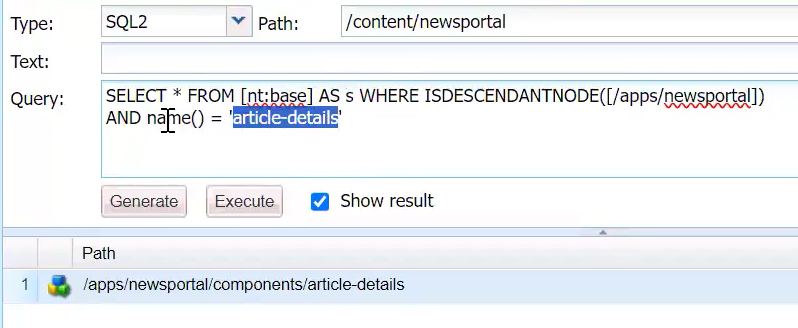 Type: SQL2 Path: /content/newsportal
Text:
Query: SELECT * FROM [nt:base] AS s WHERE ISDESCENDANTNODE([/apps/newsportal])
AND name() = 'article-details'
Generate Execute Show result
Path
1 /apps/newsportal/components/article-details